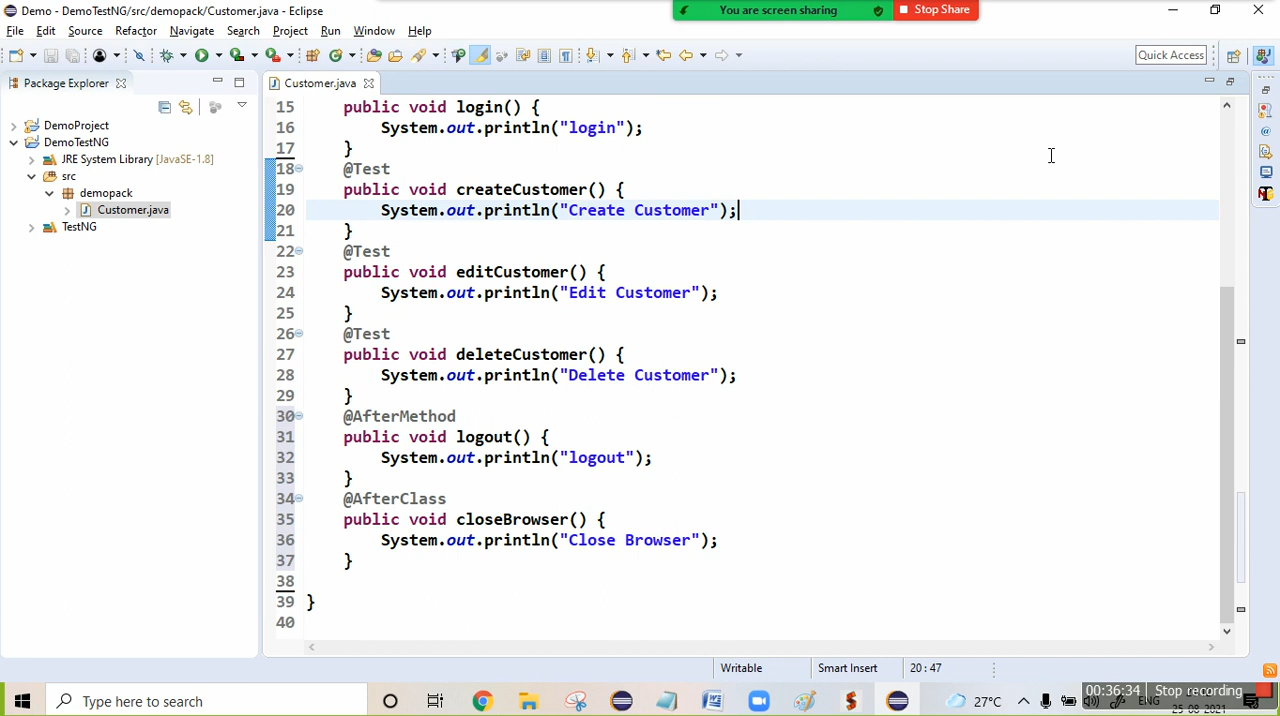 Demo - DemoTestNG/src/demopack/Customer.java - Eclipse
You are screen sharing
Stop Share
File Edit Source Refactor Navigate Search Project Run Window Help
Quick Access
Package Explorer
Customer.java
DemoProject
DemoTestNG
JRE System Library [JavaSE-1.8]
src
demopack
Customer.java
TestNG
15 public void login() {
16 System.out.println("login");
17 }
18 @Test
19 public void createCustomer() {
20 System.out.println("Create Customer");
21 }
22 @Test
23 public void editCustomer() {
24 System.out.println("Edit Customer");
25 }
26 @Test
27 public void deleteCustomer() {
28 System.out.println("Delete Customer");
29 }
30 @AfterMethod
31 public void logout() {
32 System.out.println("logout");
33 }
34 @AfterClass
35 public void closeBrowser() {
36 System.out.println("Close Browser");
37 }
38
39 }
40
Writable Smart Insert 20 : 47
Type here to search
27°C
ENG
00:36:34 Stop recording
25-08-2021